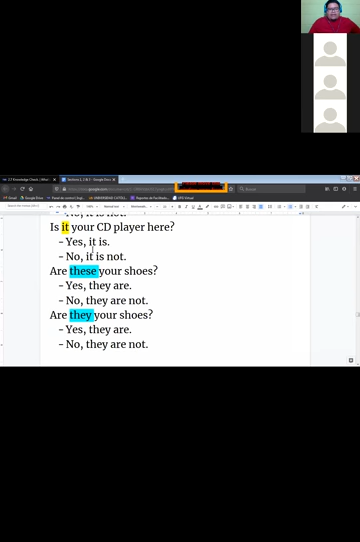 - No, it is not.
Is it your CD player here?
- Yes, it is.
- No, it is not.
Are these your shoes?
- Yes, they are.
- No, they are not.
Are they your shoes?
- Yes, they are.
- No, they are not.